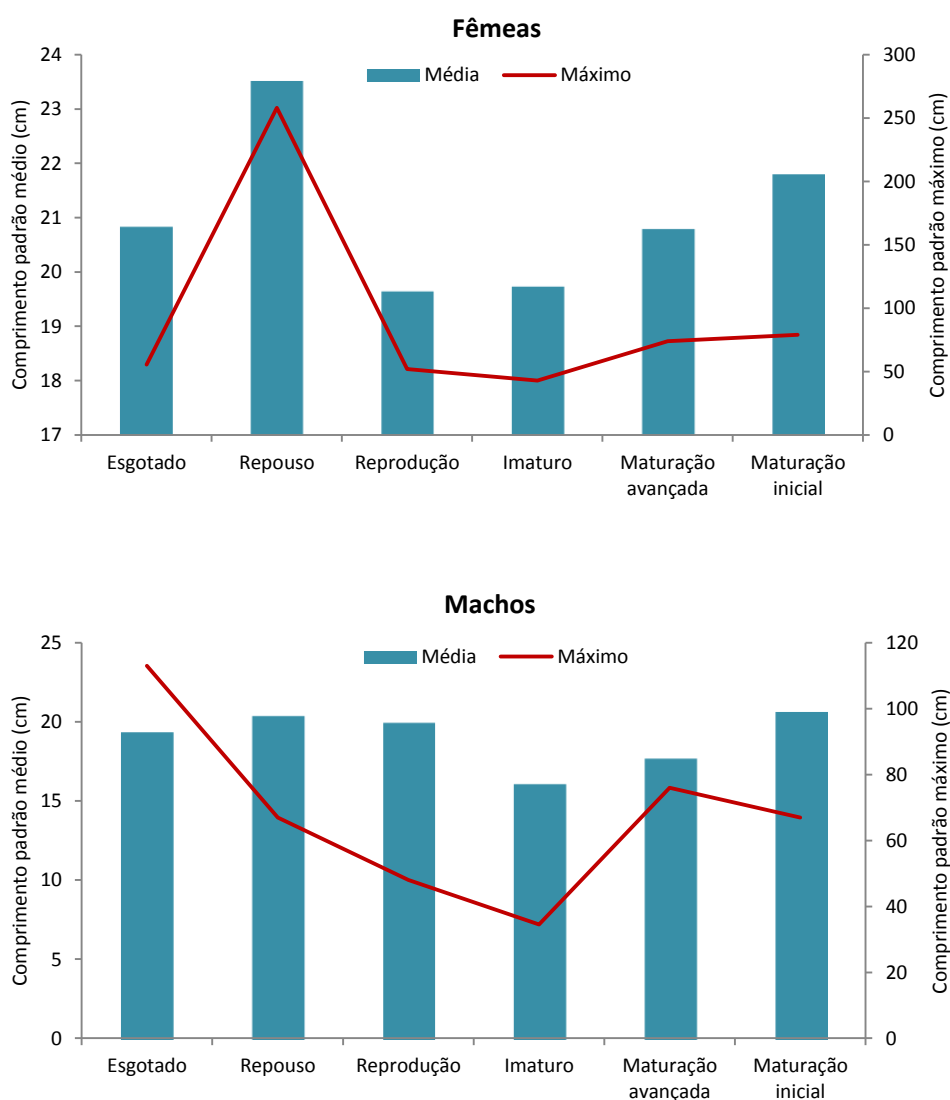 Fêmeas
Média
Máximo
Comprimento padrão médio (cm)
24
23
22
21
20
19
18
17
Comprimento padrão máximo (cm)
300
250
200
150
100
50
0
Esgotado
Repouso
Reprodução
Imaturo
Maturação
avançada
Maturação
inicial
Machos
Média
Máximo
Comprimento padrão médio (cm)
25
20
15
10
5
0
Comprimento padrão máximo (cm)
120
100
80
60
40
20
0
Esgotado
Repouso
Reprodução
Imaturo
Maturação
avançada
Maturação
inicial